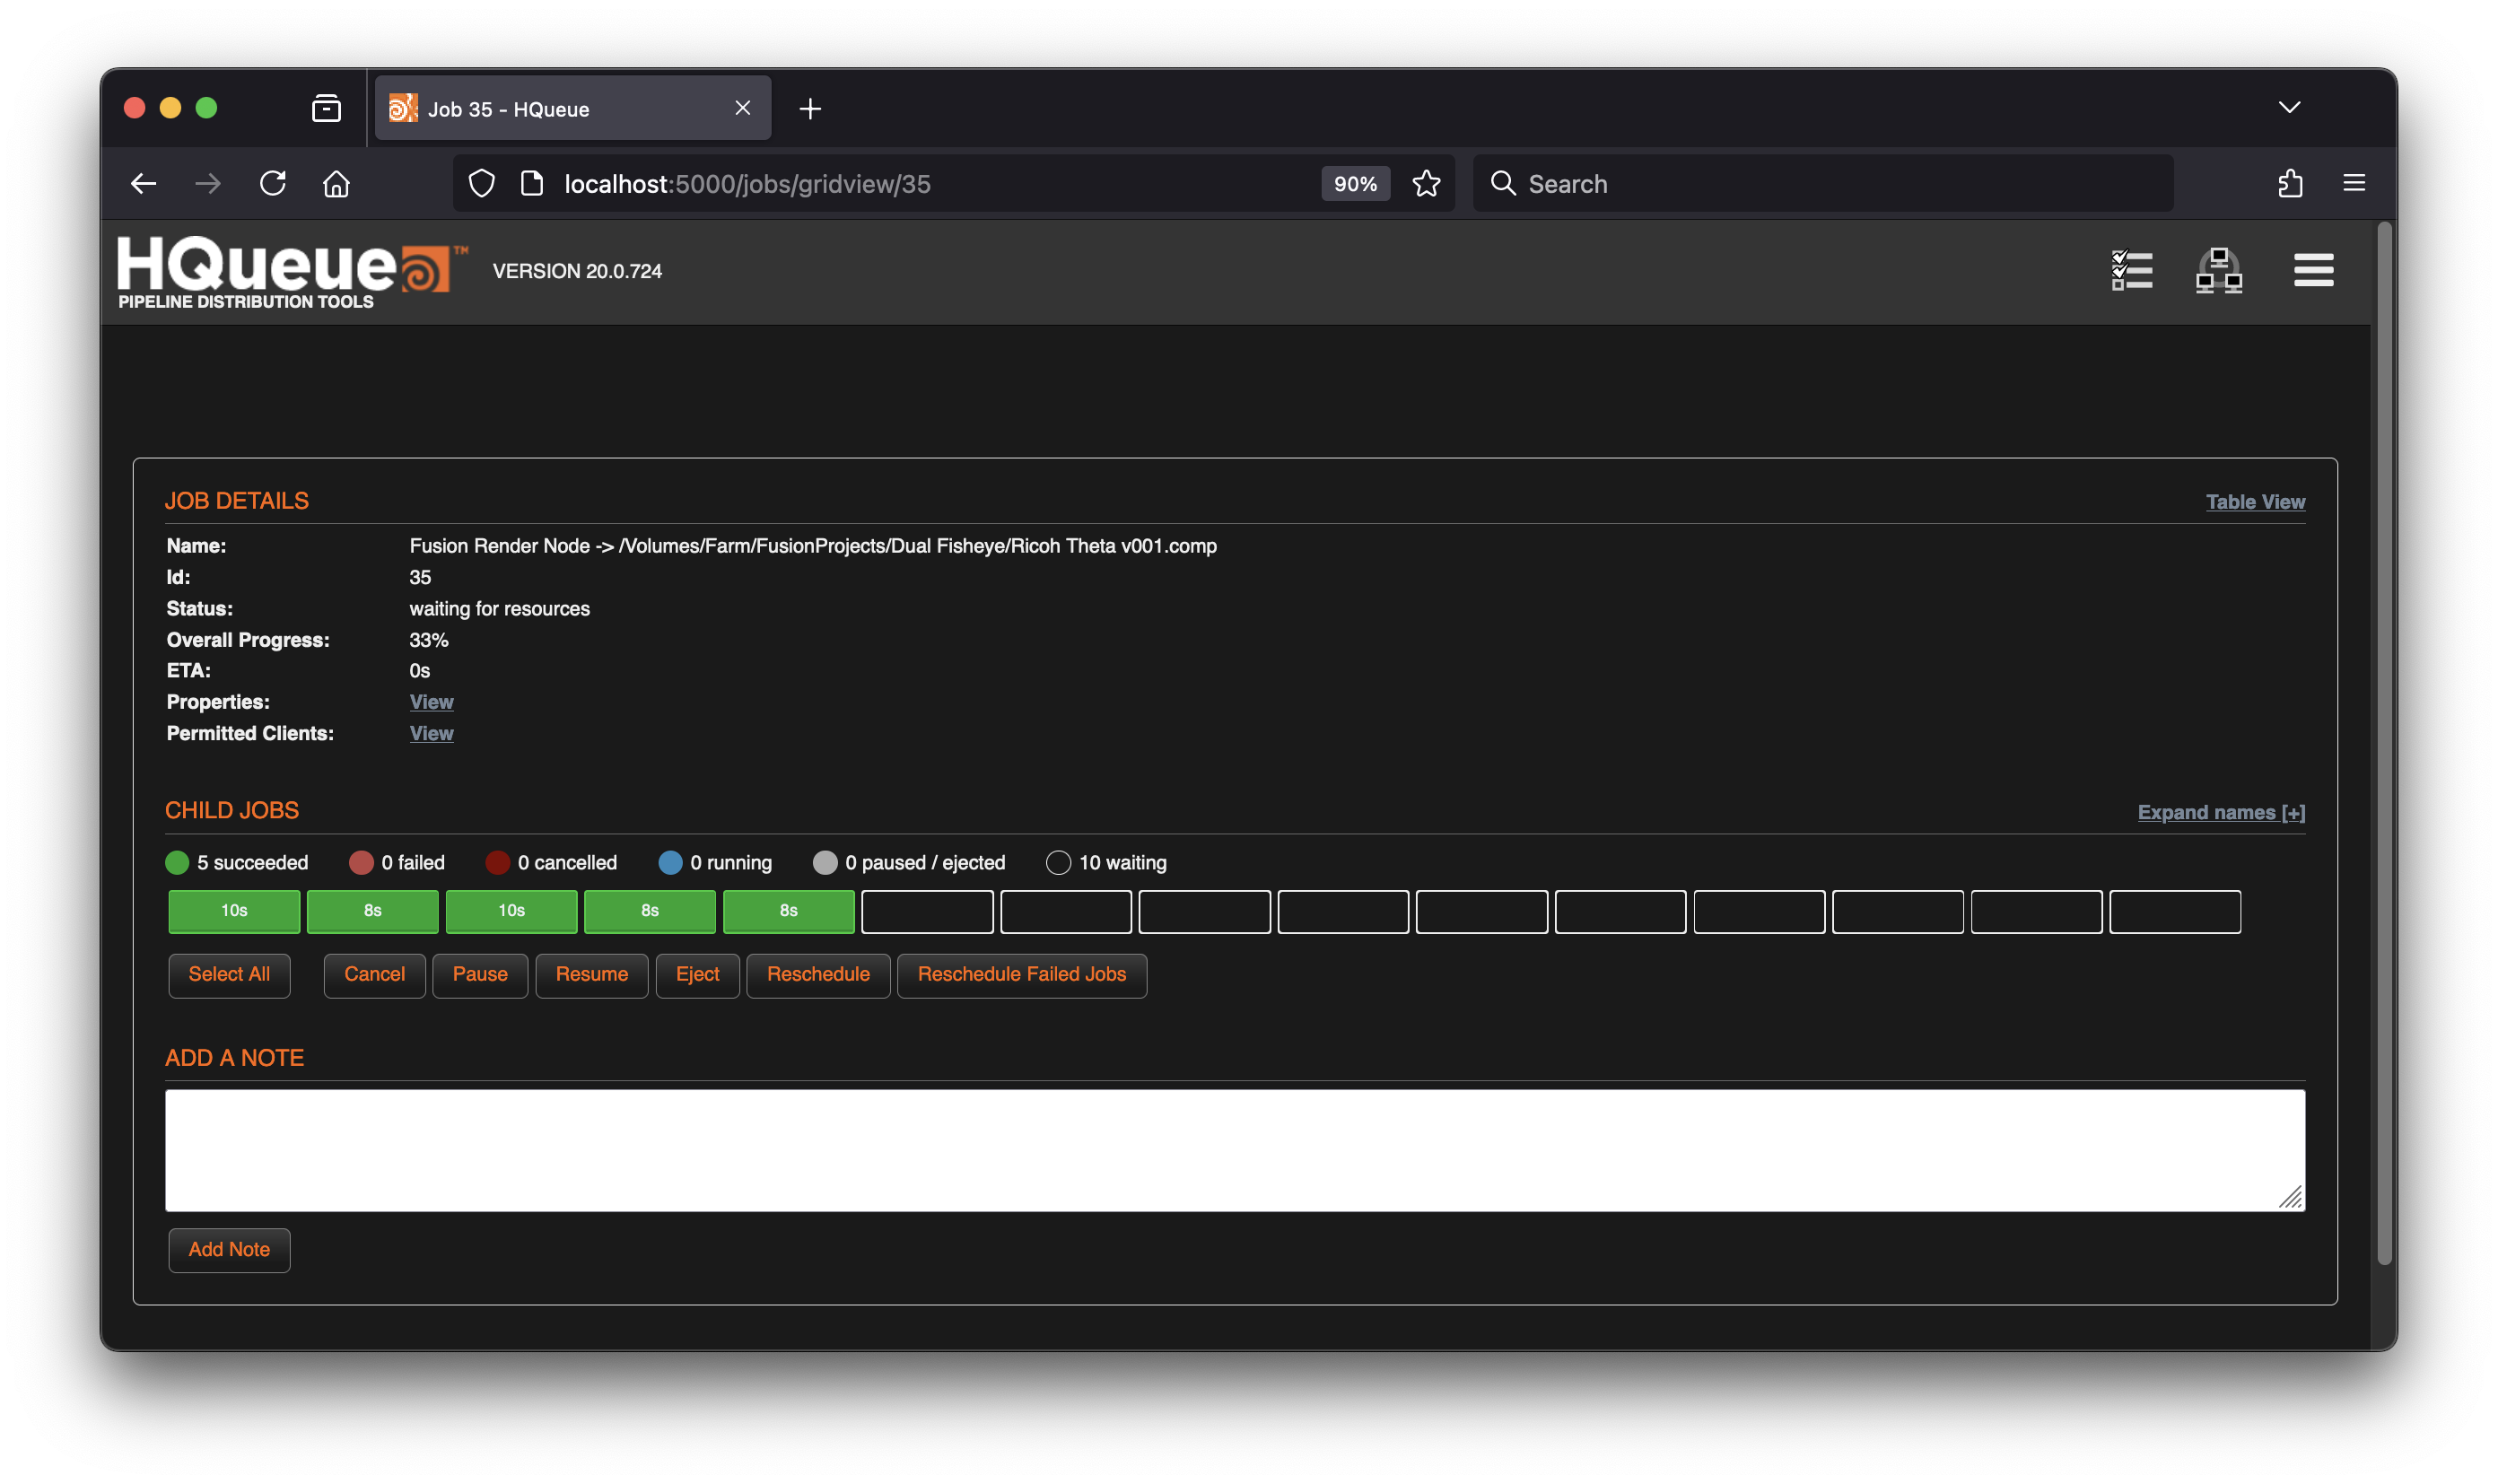 Job 35 - HQueue
localhost:5000/jobs/gridview/35
90%
Search
HQueue™
PIPELINE DISTRIBUTION TOOLS
VERSION 20.0.724
JOB DETAILS
Table View
Name: Fusion Render Node -> /Volumes/Farm/FusionProjects/Dual Fisheye/Ricoh Theta v001.comp
Id: 35
Status: waiting for resources
Overall Progress: 33%
ETA: 0s
Properties: View
Permitted Clients: View
CHILD JOBS
Expand names [+]
5 succeeded 0 failed 0 cancelled 0 running 0 paused / ejected 10 waiting
10s 8s 10s 8s 8s
Select All Cancel Pause Resume Eject Reschedule Reschedule Failed Jobs
ADD A NOTE
Add Note